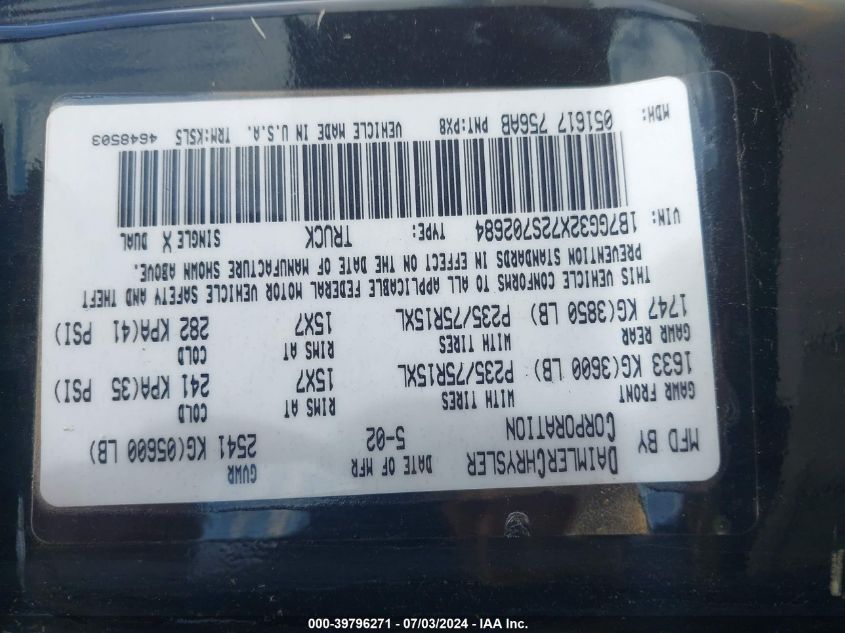 MFD BY DAIMLERCHRYSLER CORPORATION DATE OF MFR 5-02 GVWR 2541 KG(05600 LB)
GAWR FRONT WITH TIRES RIMS AT COLD
1633 KG(3600 LB) P235/75R15XL 15X7 241 KPA(35 PSI)
GAWR REAR WITH TIRES RIMS AT COLD
1747 KG(3850 LB) P235/75R15XL 15X7 282 KPA(41 PSI)
THIS VEHICLE CONFORMS TO ALL APPLICABLE FEDERAL MOTOR VEHICLE SAFETY AND THEFT
PREVENTION STANDARDS IN EFFECT ON THE DATE OF MANUFACTURE SHOWN ABOVE.
VIN: 1B7GG32X72S702684 TYPE: TRUCK SINGLE X DUAL
MDH: 051617 756AB PNT:PX8 VEHICLE MADE IN U.S.A. TRM:KSL5 4648503
000-39796271 - 07/03/2024 - IAA Inc.